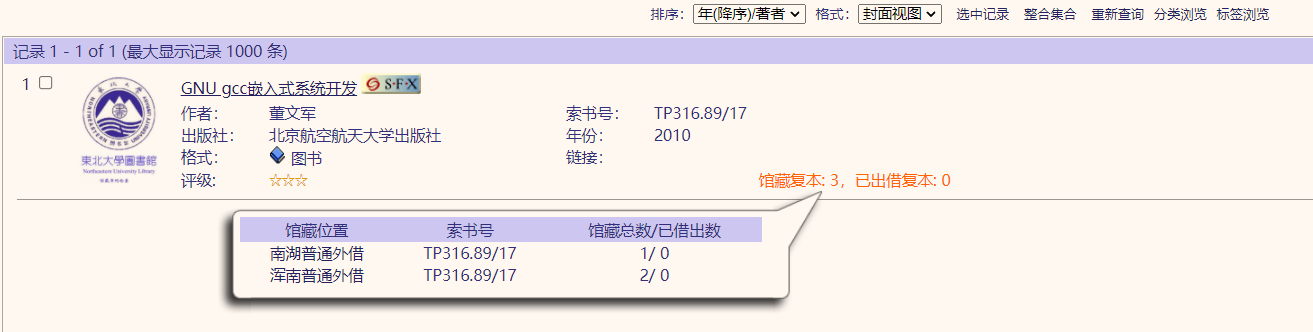 排序： 年(降序)/著者 格式： 封面视图 选中记录 整合集合 重新查询 分类浏览 标签浏览
记录 1 - 1 of 1 (最大显示记录 1000 条)
1 GNU gcc嵌入式系统开发 S·F·X
作者： 董文军 索书号： TP316.89/17
出版社： 北京航空航天大学出版社 年份： 2010
格式： 图书 链接：
東北大學圖書館
Northeastern University Library
评级： 馆藏复本: 3，已出借复本: 0
馆藏位置 索书号 馆藏总数/已借出数
南湖普通外借 TP316.89/17 1/ 0
浑南普通外借 TP316.89/17 2/ 0